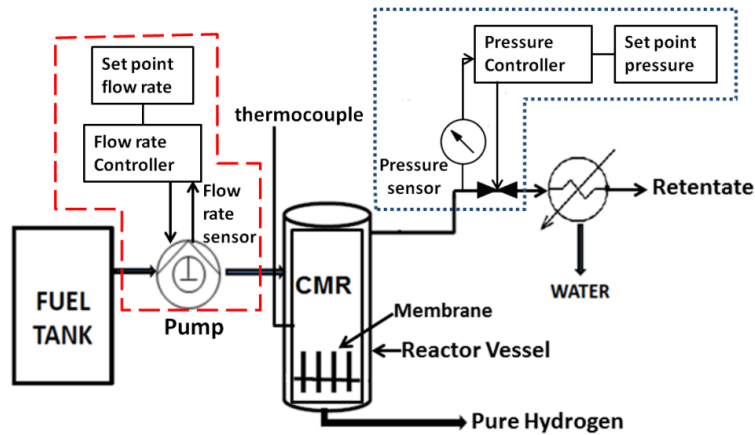 Set point
flow rate
Flow rate
Controller
Flow
rate
sensor
thermocouple
Pressure
Controller
Set point
pressure
Pressure
sensor
Retentate
WATER
FUEL
TANK
Pump
CMR
Membrane
Reactor Vessel
Pure Hydrogen